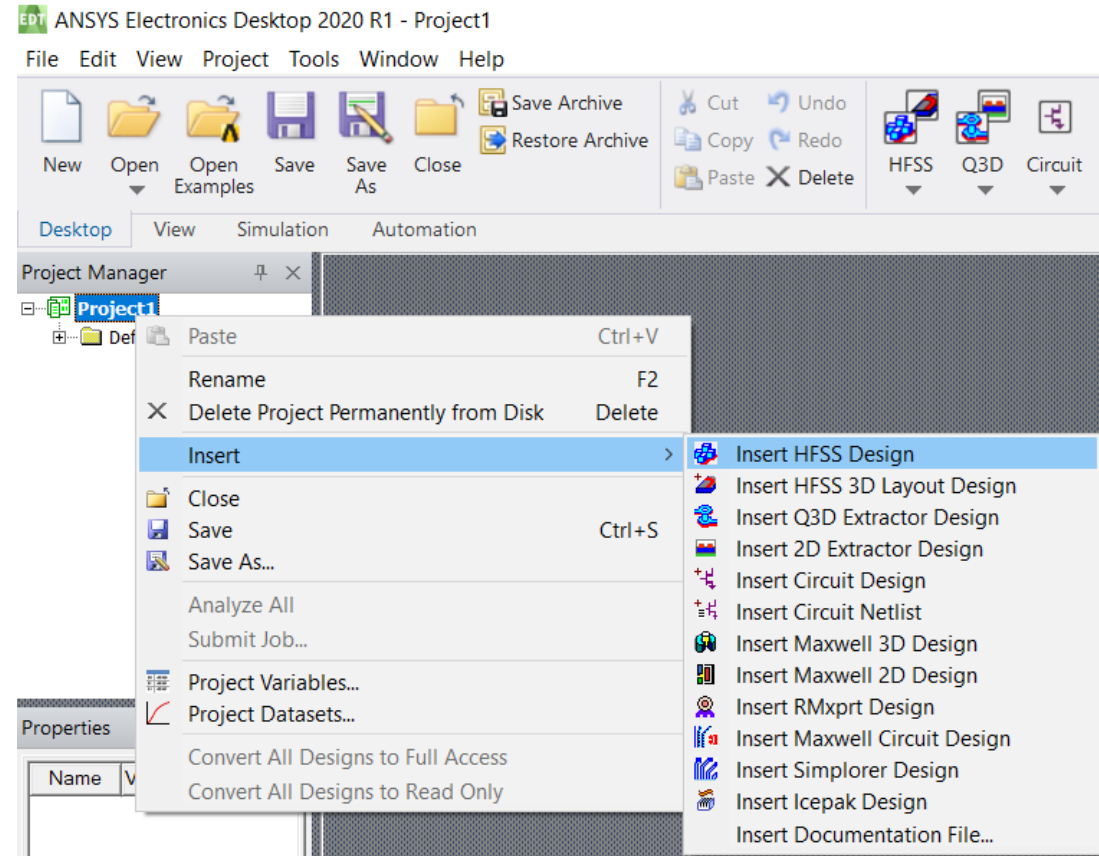 EDT ANSYS Electronics Desktop 2020 R1 - Project1
File Edit View Project Tools Window Help
New
Open
Open Examples
Save
Save As
Close
Save Archive
Restore Archive
Cut
Copy
Paste
Undo
Redo
Delete
HFSS
Q3D
Circuit
Desktop View Simulation Automation
Project Manager
Project1
Def
Paste Ctrl+V
Rename F2
Delete Project Permanently from Disk Delete
Insert
Close
Save Ctrl+S
Save As...
Analyze All
Submit Job...
Project Variables...
Project Datasets...
Convert All Designs to Full Access
Convert All Designs to Read Only
Insert HFSS Design
Insert HFSS 3D Layout Design
Insert Q3D Extractor Design
Insert 2D Extractor Design
Insert Circuit Design
Insert Circuit Netlist
Insert Maxwell 3D Design
Insert Maxwell 2D Design
Insert RMxprt Design
Insert Maxwell Circuit Design
Insert Simplorer Design
Insert Icepak Design
Insert Documentation File...
Properties
Name V